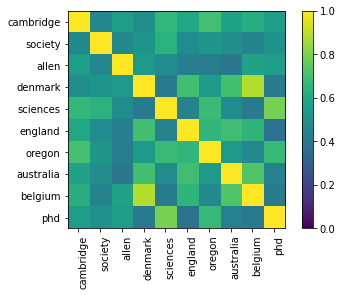 cambridge
society
allen
denmark
sciences
england
oregon
australia
belgium
phd
cambridge
society
allen
denmark
sciences
england
oregon
australia
belgium
phd
1.0
0.8
0.6
0.4
0.2
0.0